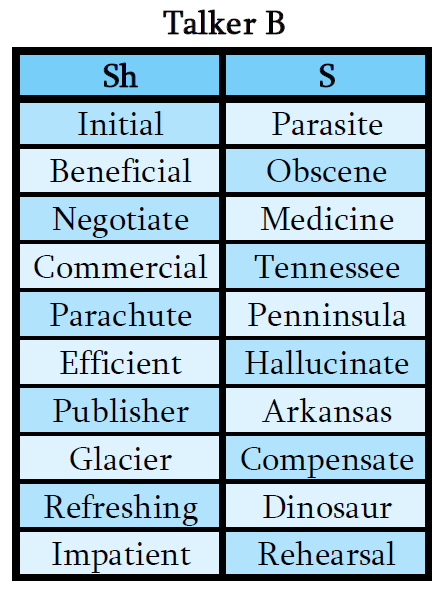 Talker B
Sh S
Initial Parasite
Beneficial Obscene
Negotiate Medicine
Commercial Tennessee
Parachute Penninsula
Efficient Hallucinate
Publisher Arkansas
Glacier Compensate
Refreshing Dinosaur
Impatient Rehearsal